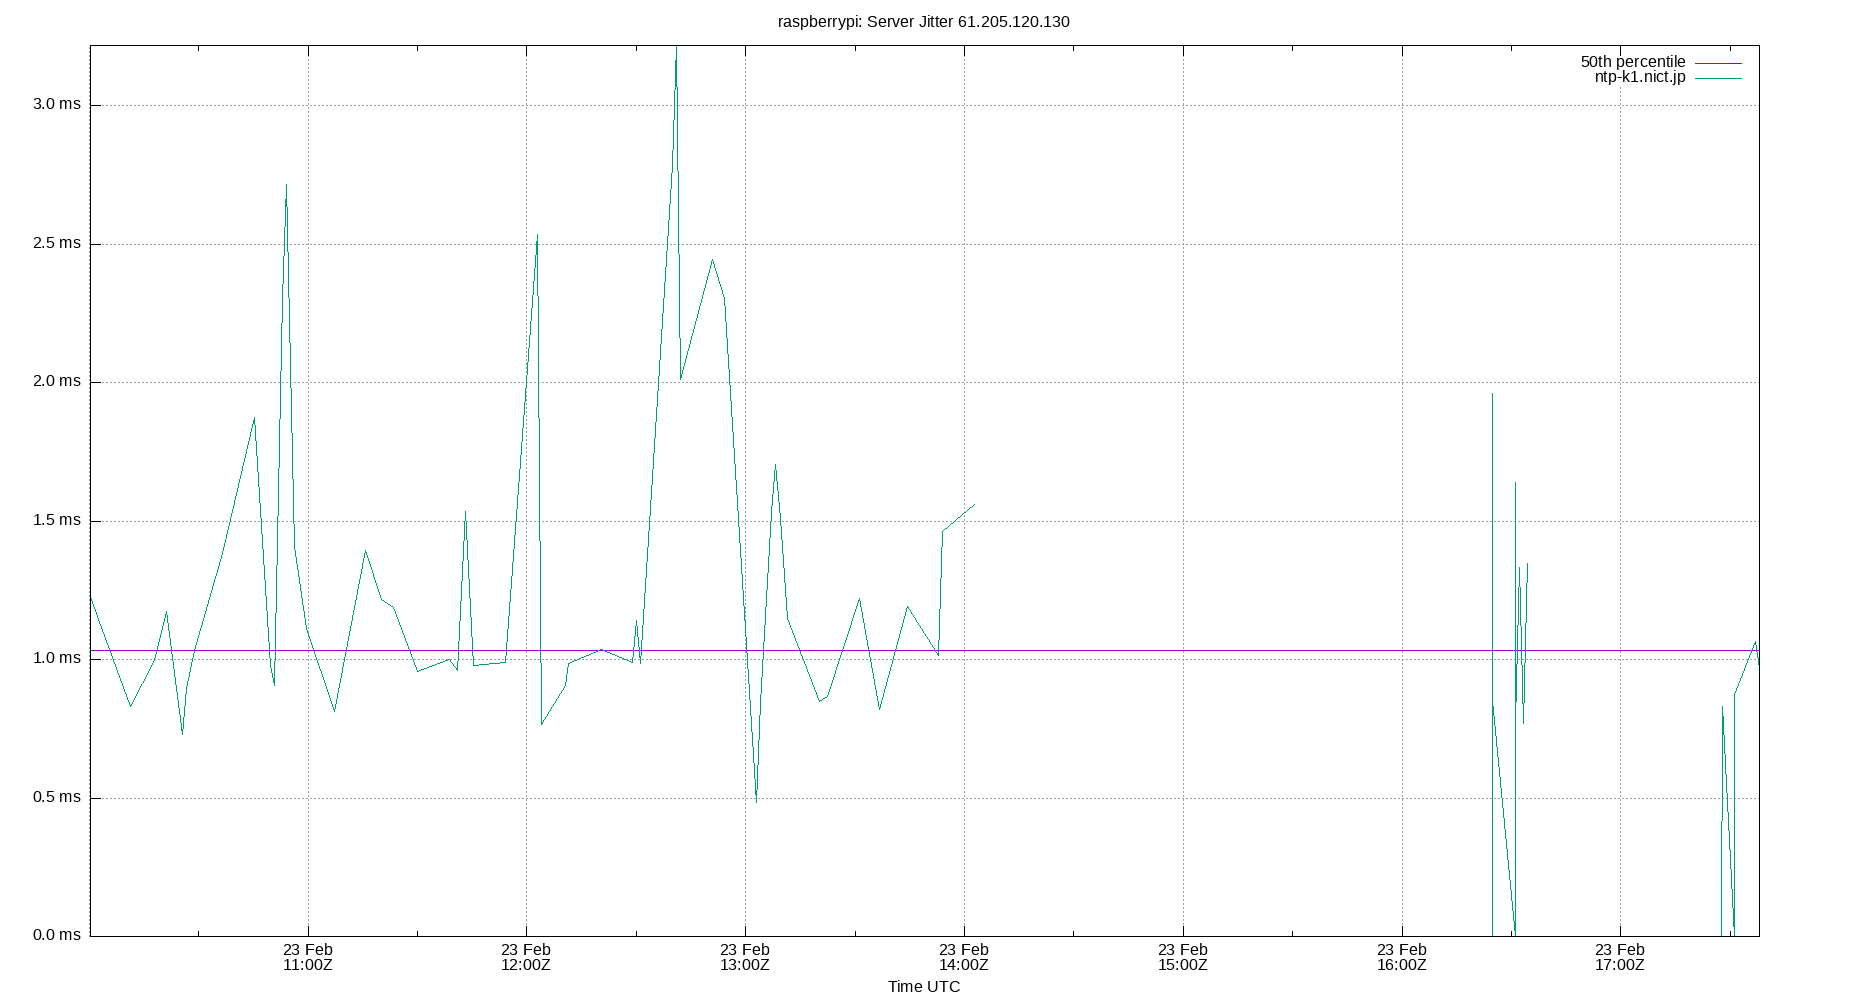 raspberrypi: Server Jitter 61.205.120.130
50th percentile
ntp-k1.nict.jp
3.0 ms
2.5 ms
2.0 ms
1.5 ms
1.0 ms
0.5 ms
0.0 ms
23 Feb 23 Feb 23 Feb 23 Feb 23 Feb 23 Feb 23 Feb
11:00Z 12:00Z 13:00Z 14:00Z 15:00Z 16:00Z 17:00Z
Time UTC